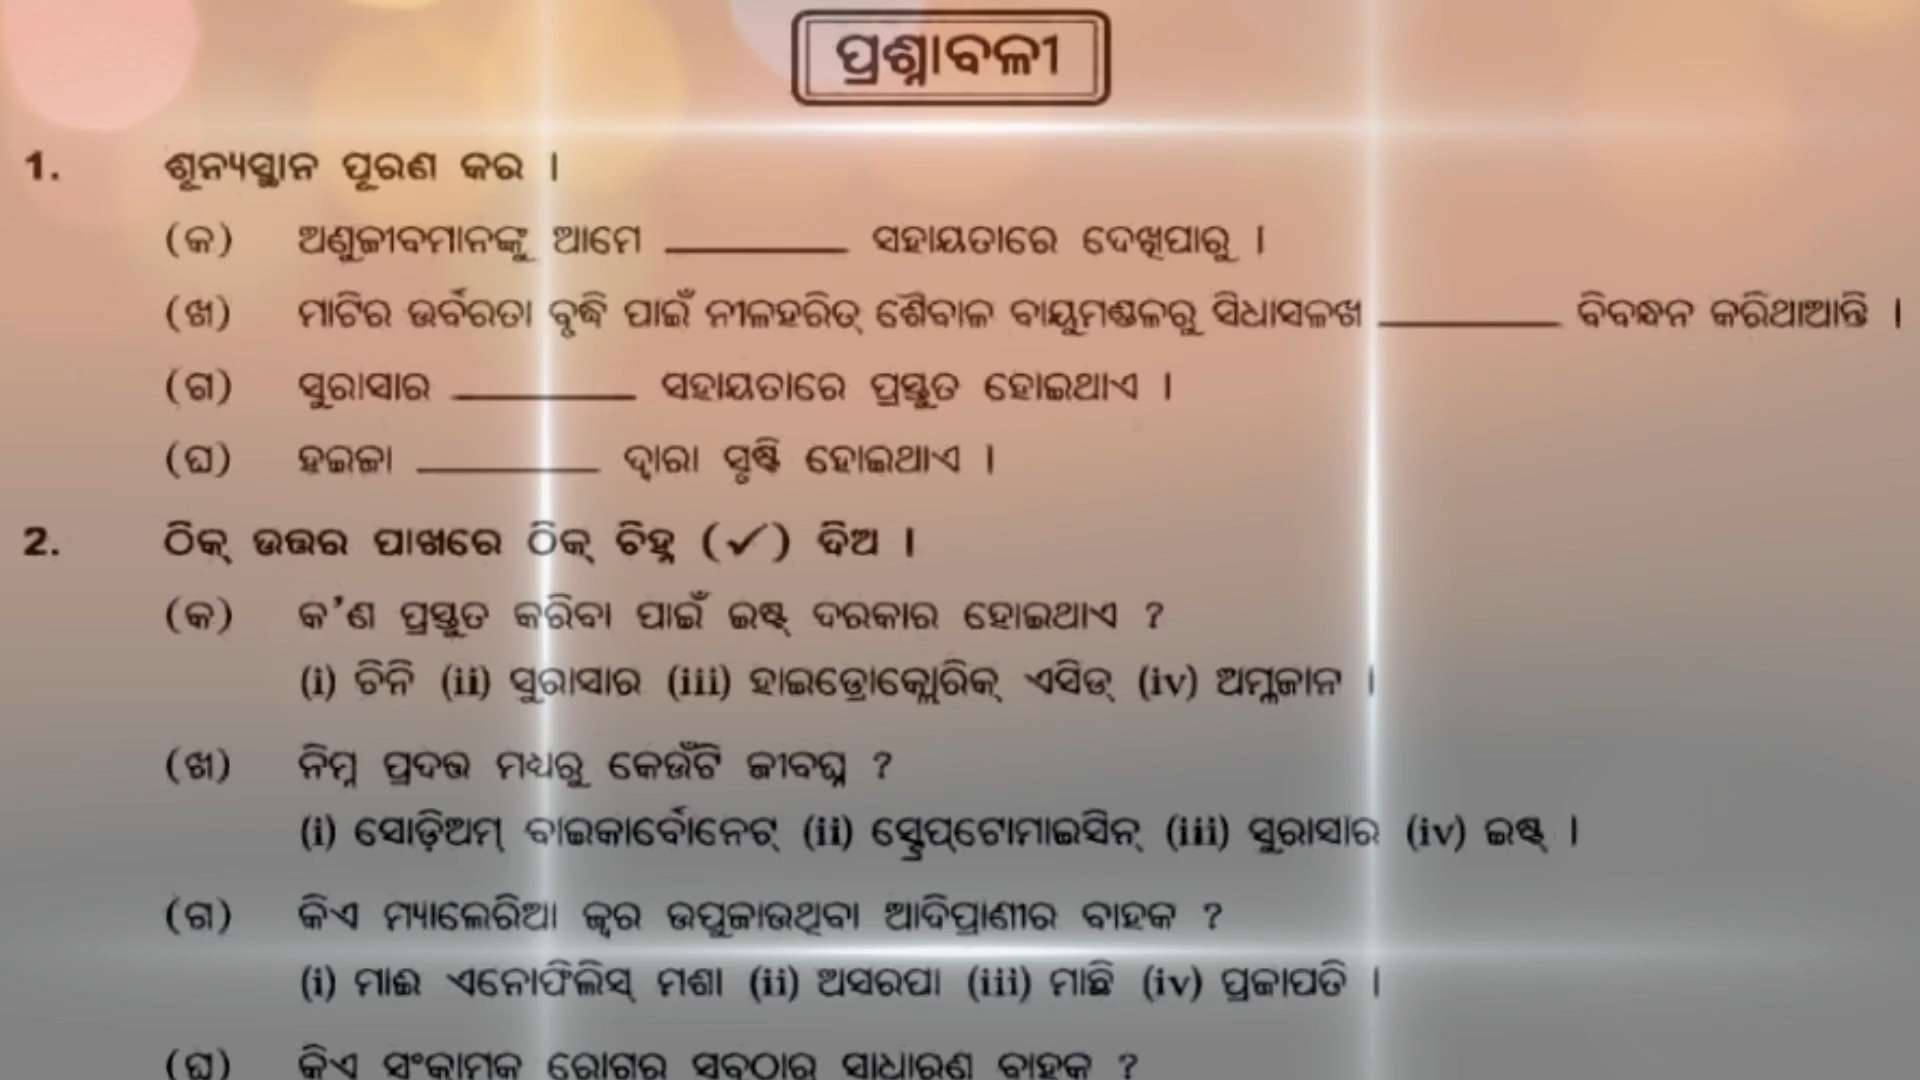 ପ୍ରଶ୍ନାବଳୀ
1. ଶୂନ୍ୟସ୍ଥାନ ପୂରଣ କର ।
(କ) ଅଣୁଜୀବମାନଙ୍କୁ ଆମେ ________ ସହାୟତାରେ ଦେଖିପାରୁ ।
(ଖ) ମାଟିର ଉର୍ବରତା ବୃଦ୍ଧି ପାଇଁ ନୀଳହରିତ୍ ଶୈବାଳ ବାୟୁମଣ୍ଡଳରୁ ସିଧାସଳଖ ________ ବିବନ୍ଧନ କରିଥାଆନ୍ତି ।
(ଗ) ସୁରାସାର ________ ସହାୟତାରେ ପ୍ରସ୍ତୁତ ହୋଇଥାଏ ।
(ଘ) ହଇଜା ________ ଦ୍ୱାରା ସୃଷ୍ଟି ହୋଇଥାଏ ।
2. ଠିକ୍ ଉତ୍ତର ପାଖରେ ଠିକ୍ ଚିହ୍ନ (✓) ଦିଅ ।
(କ) କ'ଣ ପ୍ରସ୍ତୁତ କରିବା ପାଇଁ ଇଷ୍ଟ୍ ଦରକାର ହୋଇଥାଏ ?
(i) ଚିନି (ii) ସୁରାସାର (iii) ହାଇଡ୍ରୋକ୍ଲୋରିକ୍ ଏସିଡ୍ (iv) ଅମ୍ଳଜାନ ।
(ଖ) ନିମ୍ନ ପ୍ରଦତ୍ତ ମଧ୍ୟରୁ କେଉଁଟି ଜୀବଘ୍ନ ?
(i) ସୋଡ଼ିଅମ୍ ବାଇକାର୍ବୋନେଟ୍ (ii) ସ୍ଟ୍ରେପ୍‌ଟୋମାଇସିନ୍ (iii) ସୁରାସାର (iv) ଇଷ୍ଟ୍ ।
(ଗ) କିଏ ମ୍ୟାଲେରିଆ ଜ୍ୱର ଉପୁଜାଉଥିବା ଆଦିପ୍ରାଣୀର ବାହକ ?
(i) ମାଈ ଏନୋଫିଲିସ୍ ମଶା (ii) ଅସରପା (iii) ମାଛି (iv) ପ୍ରଜାପତି ।
(ଘ) କିଏ ସଂକ୍ରାମକ ରୋଗର ସବୁଠାରୁ ସାଧାରଣ ବାହକ ?